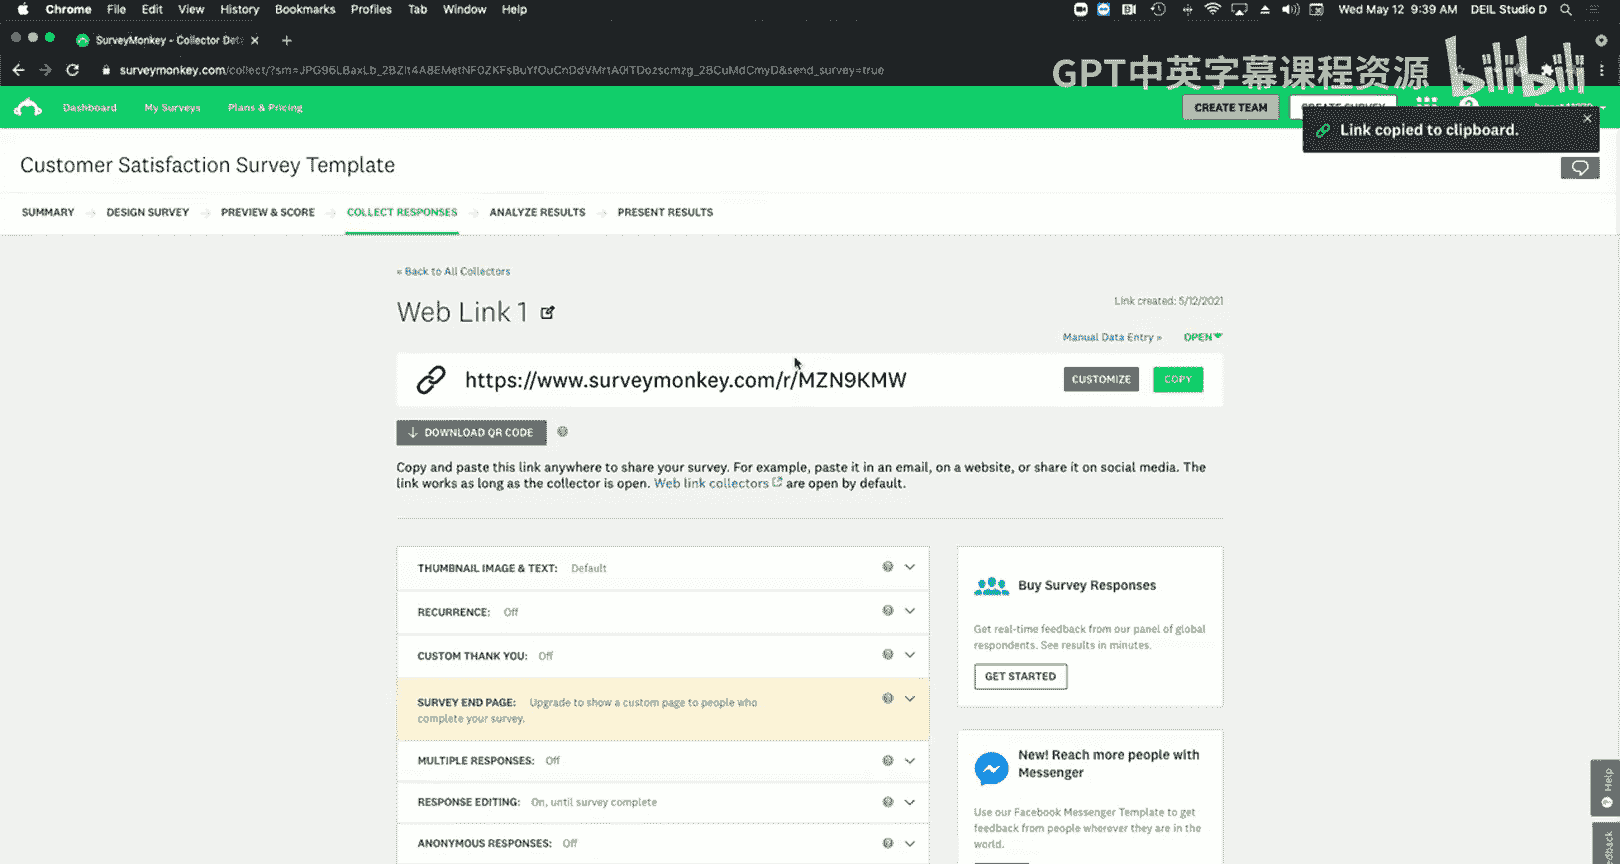 Chrome File Edit View History Bookmarks Profiles Tab Window Help
Wed May 12 9:39 AM DEIL Studio D
SurveyMonkey - Collector Det
GPT中英字幕课程资源 bilibili
Dashboard My Surveys Plans & Pricing
CREATE TEAM CREATE SURVEY
Link copied to clipboard.
Customer Satisfaction Survey Template
SUMMARY DESIGN SURVEY PREVIEW & SCORE COLLECT RESPONSES ANALYZE RESULTS PRESENT RESULTS
« Back to All Collectors
Web Link 1
Link created: 5/12/2021
Manual Data Entry » OPEN
https://www.surveymonkey.com/r/MZN9KMW
CUSTOMIZE COPY
DOWNLOAD QR CODE
Copy and paste this link anywhere to share your survey. For example, paste it in an email, on a website, or share it on social media. The
link works as long as the collector is open. Web link collectors are open by default.
THUMBNAIL IMAGE & TEXT: Default
RECURRENCE: Off
CUSTOM THANK YOU: Off
SURVEY END PAGE: Upgrade to show a custom page to people who
complete your survey.
MULTIPLE RESPONSES: Off
RESPONSE EDITING: On, until survey complete
ANONYMOUS RESPONSES: Off
Buy Survey Responses
Get real-time feedback from our panel of global
respondents. See results in minutes.
GET STARTED
New! Reach more people with
Messenger
Use our Facebook Messenger Template to get
feedback from people wherever they are in the
world.
Help